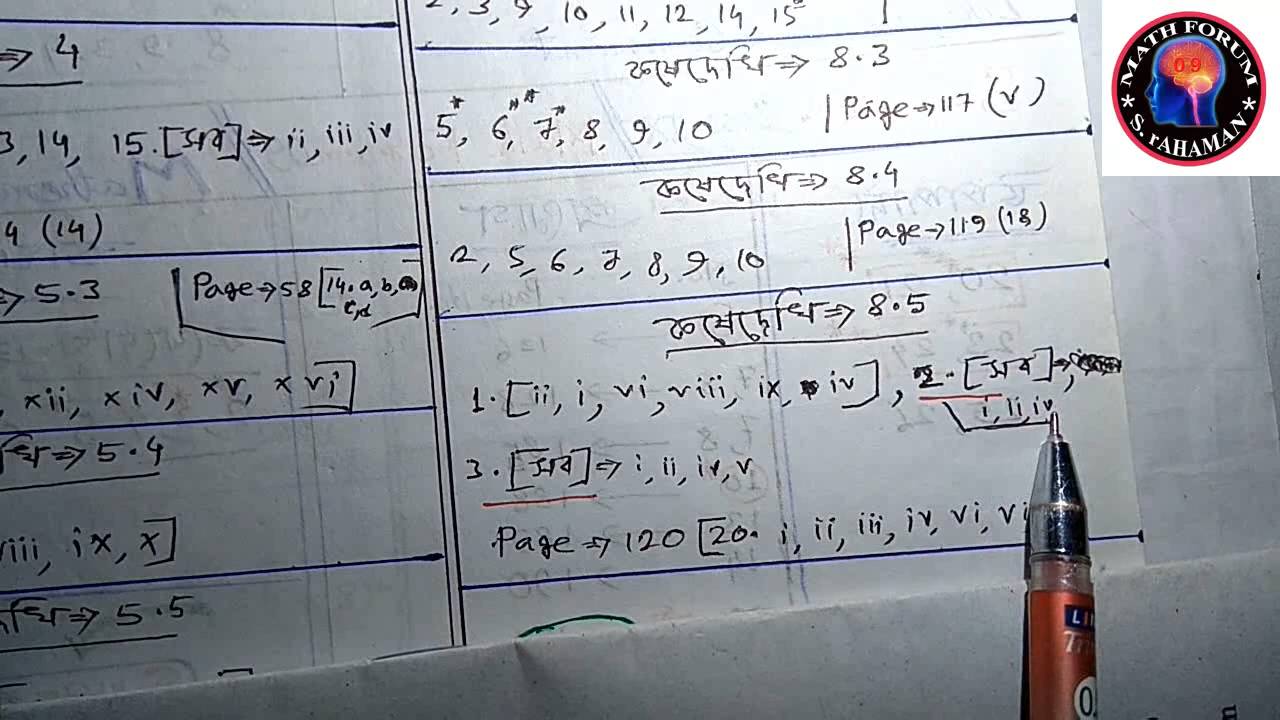 ⇒ 4
3, 14, 15. [সব] ⇒ ii, iii, iv
4 (14)
⇒ 5.3
Page → 58 [14. a, b,
c, d
, xii, xiv, xv, xvi]
⇒ 5.4
viii, ix, x]
⇒ 5.5
2, 3, 9, 10, 11, 12, 14, 15*
কষেদেখি ⇒ 8.3
5*, 6**, 7*, 8, 9, 10
Page → 117 (v)
কষেদেখি ⇒ 8.4
2, 5, 6, 7, 8, 9, 10
Page → 119 (18)
কষেদেখি ⇒ 8.5
1. [ii, i, vi, viii, ix, iv], 2. [সব] ⇒
i, ii, iv
3. [সব] ⇒ i, ii, iv, v
Page ⇒ 120 [20. i, ii, iii, iv, vi, vi
MATH FORUM
09
* S. rAHAMAN *
LIN